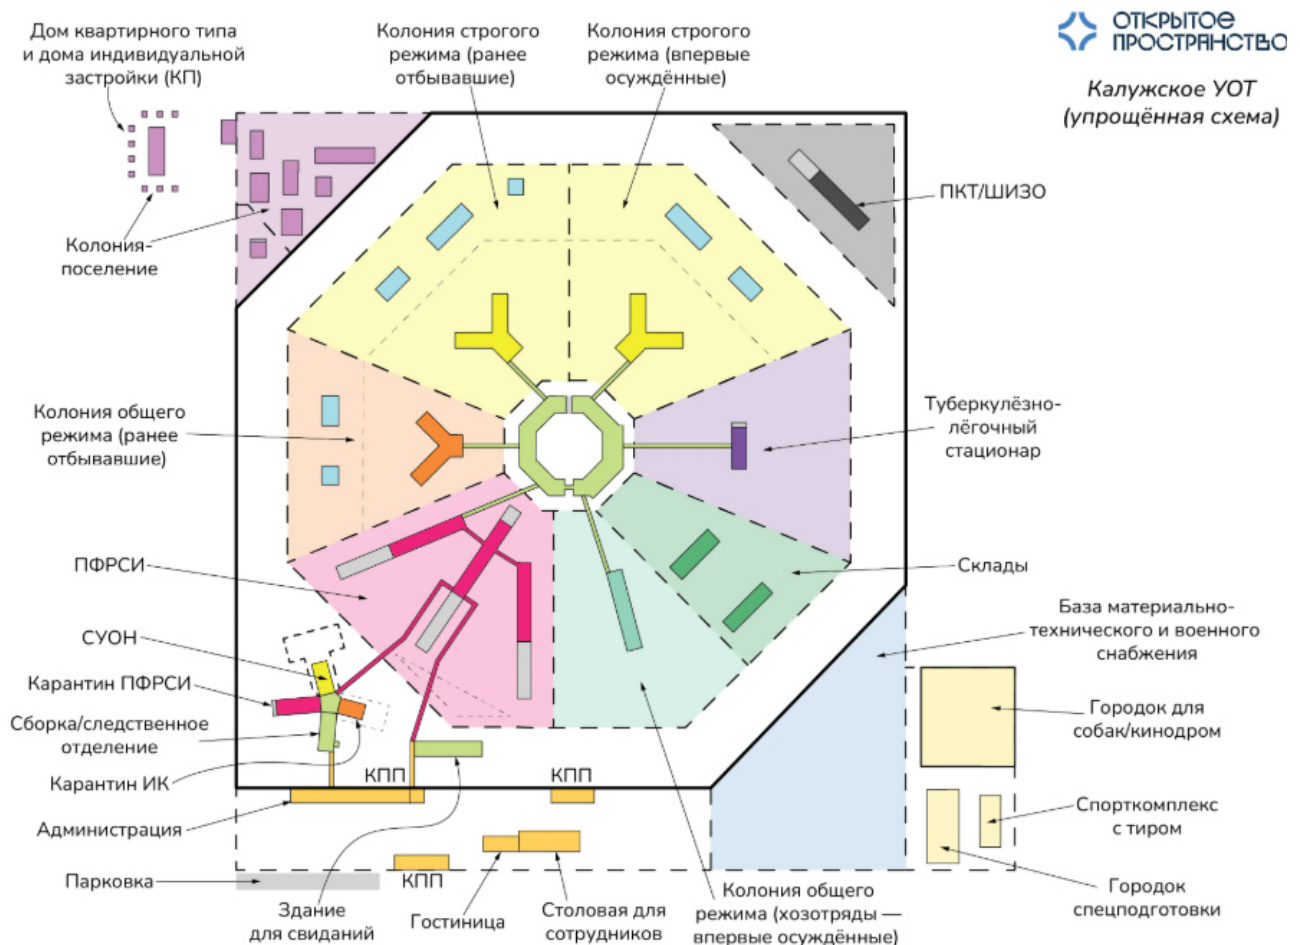 Дом квартирного типа
и дома индивидуальной
застройки (КП)
Колония строгого
режима (ранее
отбывавшие)
Колония строгого
режима (впервые
осуждённые)
ОТКРЫТОЕ
ПРОСТРАНСТВО
Калужское УОТ
(упрощённая схема)
ПКТ/ШИЗО
Колония-
поселение
Колония общего
режима (ранее
отбывавшие)
Туберкулёзно-
лёгочный
стационар
ПФРСИ
Склады
СУОН
База материально-
технического и военного
снабжения
Карантин ПФРСИ
Сборка/следственное
отделение
Городок для
собак/кинодром
Карантин ИК
КПП
КПП
Администрация
Спорткомплекс
с тиром
Парковка
КПП
Здание
для свиданий
Гостиница
Столовая для
сотрудников
Колония общего
режима (хозотряды —
впервые осуждённые)
Городок
спецподготовки